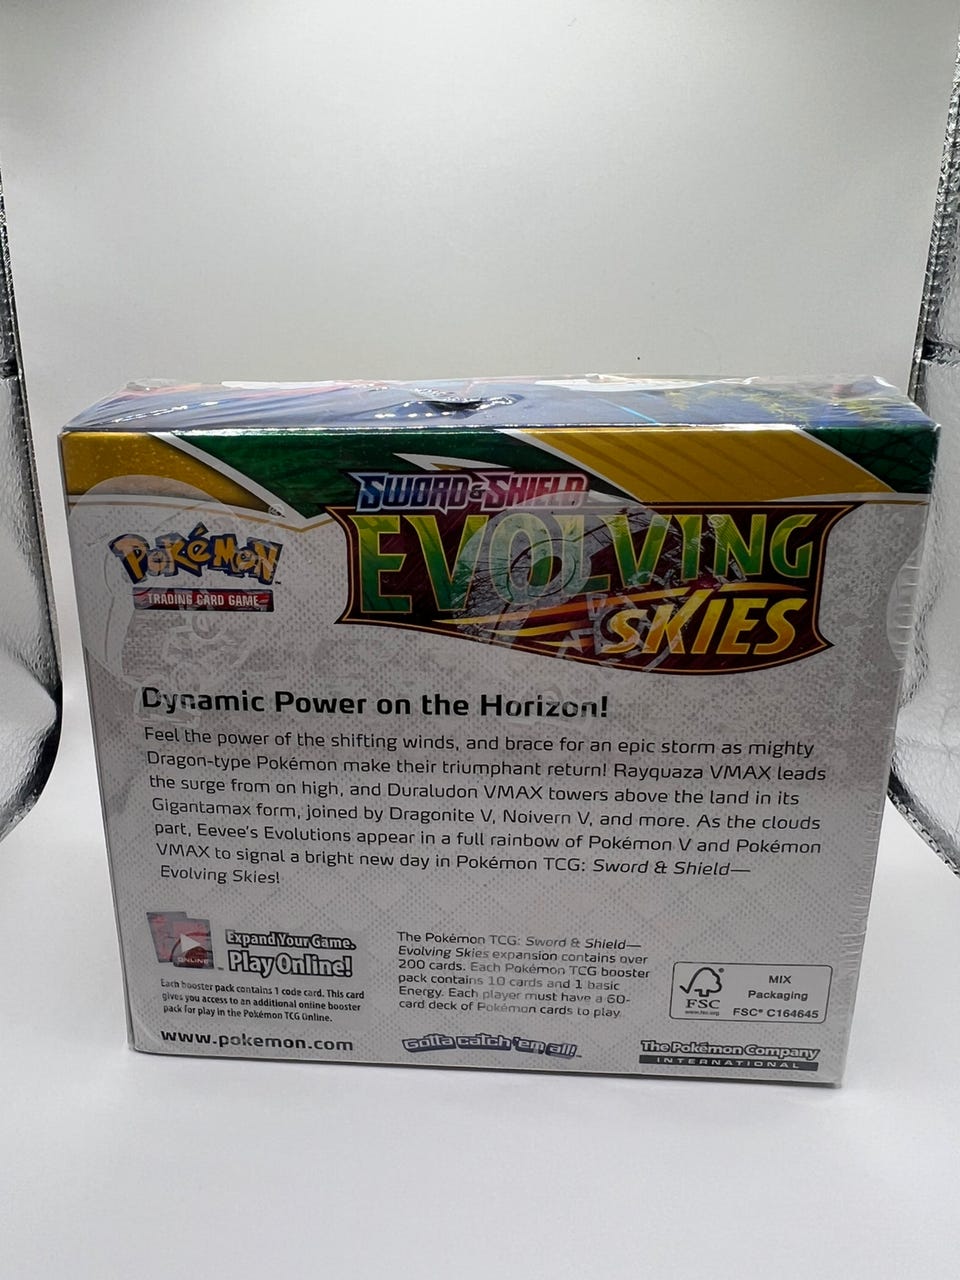 SWORD & SHIELD
EVOLVING
SKIES
POKéMON
TRADING CARD GAME
Dynamic Power on the Horizon!
Feel the power of the shifting winds, and brace for an epic storm as mighty
Dragon-type Pokémon make their triumphant return! Rayquaza VMAX leads
the surge from on high, and Duraludon VMAX towers above the land in its
Gigantamax form, joined by Dragonite V, Noivern V, and more. As the clouds
part, Eevee's Evolutions appear in a full rainbow of Pokémon V and Pokémon
VMAX to signal a bright new day in Pokémon TCG: Sword & Shield—
Evolving Skies!
ONLINE
Expand Your Game.
Play Online!
Each booster pack contains 1 code card. This card
gives you access to an additional online booster
pack for play in the Pokémon TCG Online.
www.pokemon.com
The Pokémon TCG: Sword & Shield—
Evolving Skies expansion contains over
200 cards. Each Pokémon TCG booster
pack contains 10 cards and 1 basic
Energy. Each player must have a 60-
card deck of Pokémon cards to play.
Gotta catch 'em all!
FSC
www.fsc.org
MIX
Packaging
FSC® C164645
The Pokémon Company
INTERNATIONAL